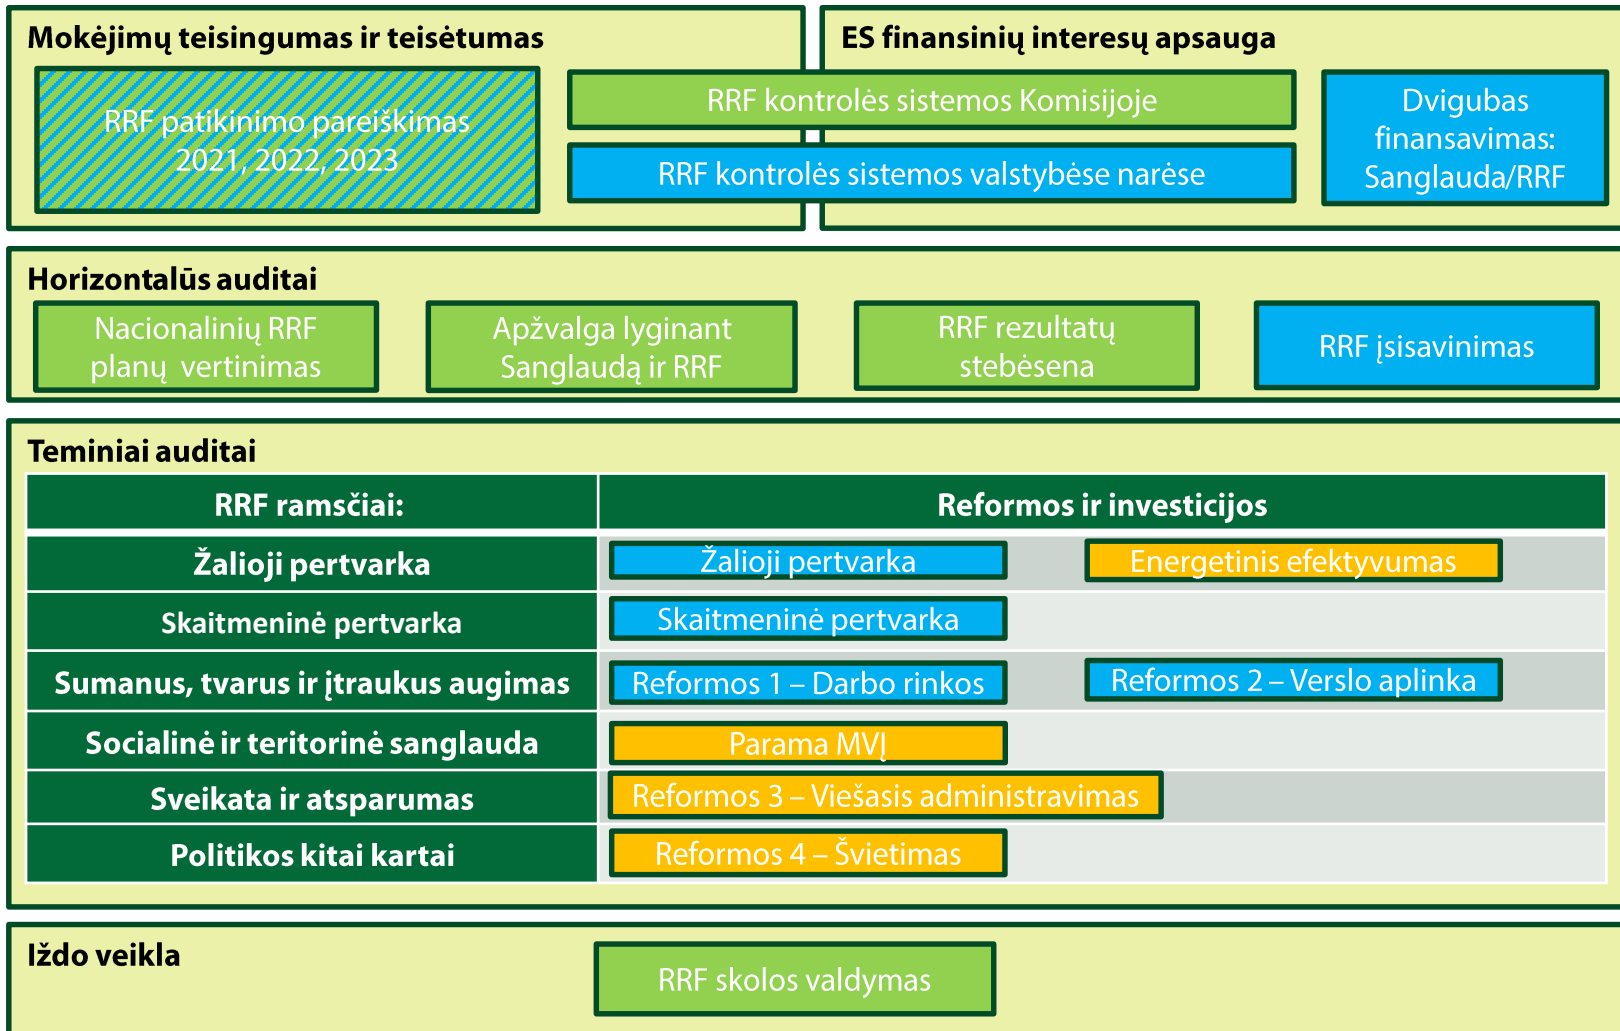 Mokėjimų teisingumas ir teisėtumas
RRF patikinimo pareiškimas
2021, 2022, 2023
ES finansinių interesų apsauga
RRF kontrolės sistemos Komisijoje
RRF kontrolės sistemos valstybėse narėse
Dvigubas
finansavimas:
Sanglauda/RRF
Horizontalūs auditai
Nacionalinių RRF
planų vertinimas
Apžvalga lyginant
Sanglaudą ir RRF
RRF rezultatų
stebėsena
RRF įsisavinimas
Teminiai auditai
RRF ramsčiai:
Reformos ir investicijos
Žalioji pertvarka
Žalioji pertvarka
Energetinis efektyvumas
Skaitmeninė pertvarka
Skaitmeninė pertvarka
Sumanus, tvarus ir įtraukus augimas
Reformos 1 – Darbo rinkos
Reformos 2 – Verslo aplinka
Socialinė ir teritorinė sanglauda
Parama MVĮ
Sveikata ir atsparumas
Reformos 3 – Viešasis administravimas
Politikos kitai kartai
Reformos 4 – Švietimas
Iždo veikla
RRF skolos valdymas